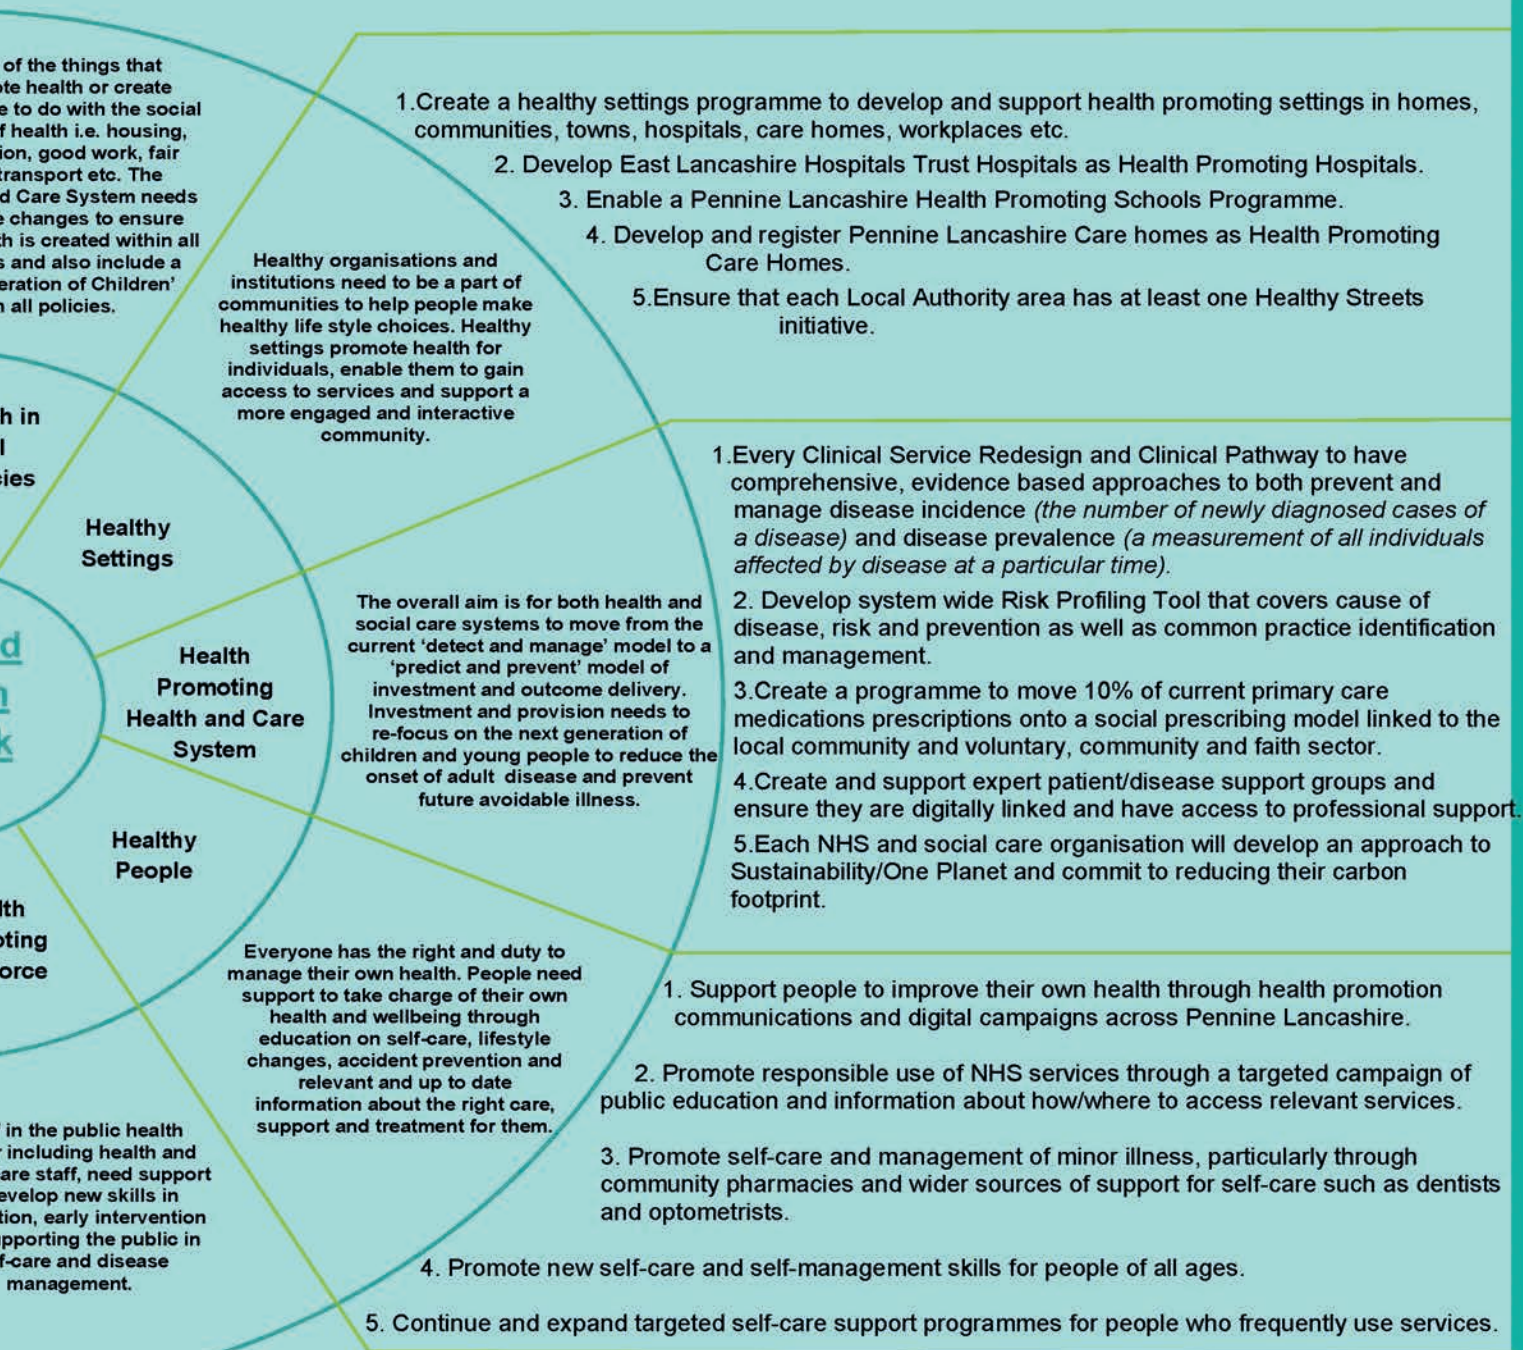 of the things that
health or create
to do with the social
health i.e. housing,
good work, fair
transport etc. The
Care System needs
changes to ensure
is created within all
and also include a
of Children'
all policies.
in
Healthy
Settings
Health
Promoting
Health and Care
System
Healthy
People
Healthy organisations and
institutions need to be a part of
communities to help people make
healthy life style choices. Healthy
settings promote health for
individuals, enable them to gain
access to services and support a
more engaged and interactive
community.
The overall aim is for both health and
social care systems to move from the
current ‘detect and manage’ model to a
‘predict and prevent’ model of
investment and outcome delivery.
Investment and provision needs to
re-focus on the next generation of
children and young people to reduce the
onset of adult disease and prevent
future avoidable illness.
Everyone has the right and duty to
manage their own health. People need
support to take charge of their own
health and wellbeing through
education on self-care, lifestyle
changes, accident prevention and
relevant and up to date
information about the right care,
support and treatment for them.
in the public health
including health and
staff, need support
new skills in
early intervention
the public in
and disease
management.
1.Create a healthy settings programme to develop and support health promoting settings in homes,
communities, towns, hospitals, care homes, workplaces etc.
2. Develop East Lancashire Hospitals Trust Hospitals as Health Promoting Hospitals.
3. Enable a Pennine Lancashire Health Promoting Schools Programme.
4. Develop and register Pennine Lancashire Care homes as Health Promoting
Care Homes.
5.Ensure that each Local Authority area has at least one Healthy Streets
initiative.
1.Every Clinical Service Redesign and Clinical Pathway to have
comprehensive, evidence based approaches to both prevent and
manage disease incidence (the number of newly diagnosed cases of
a disease) and disease prevalence (a measurement of all individuals
affected by disease at a particular time).
2. Develop system wide Risk Profiling Tool that covers cause of
disease, risk and prevention as well as common practice identification
and management.
3.Create a programme to move 10% of current primary care
medications prescriptions onto a social prescribing model linked to the
local community and voluntary, community and faith sector.
4.Create and support expert patient/disease support groups and
ensure they are digitally linked and have access to professional support.
5.Each NHS and social care organisation will develop an approach to
Sustainability/One Planet and commit to reducing their carbon
footprint.
1. Support people to improve their own health through health promotion
communications and digital campaigns across Pennine Lancashire.
2. Promote responsible use of NHS services through a targeted campaign of
public education and information about how/where to access relevant services.
3. Promote self-care and management of minor illness, particularly through
community pharmacies and wider sources of support for self-care such as dentists
and optometrists.
4. Promote new self-care and self-management skills for people of all ages.
5. Continue and expand targeted self-care support programmes for people who frequently use services.